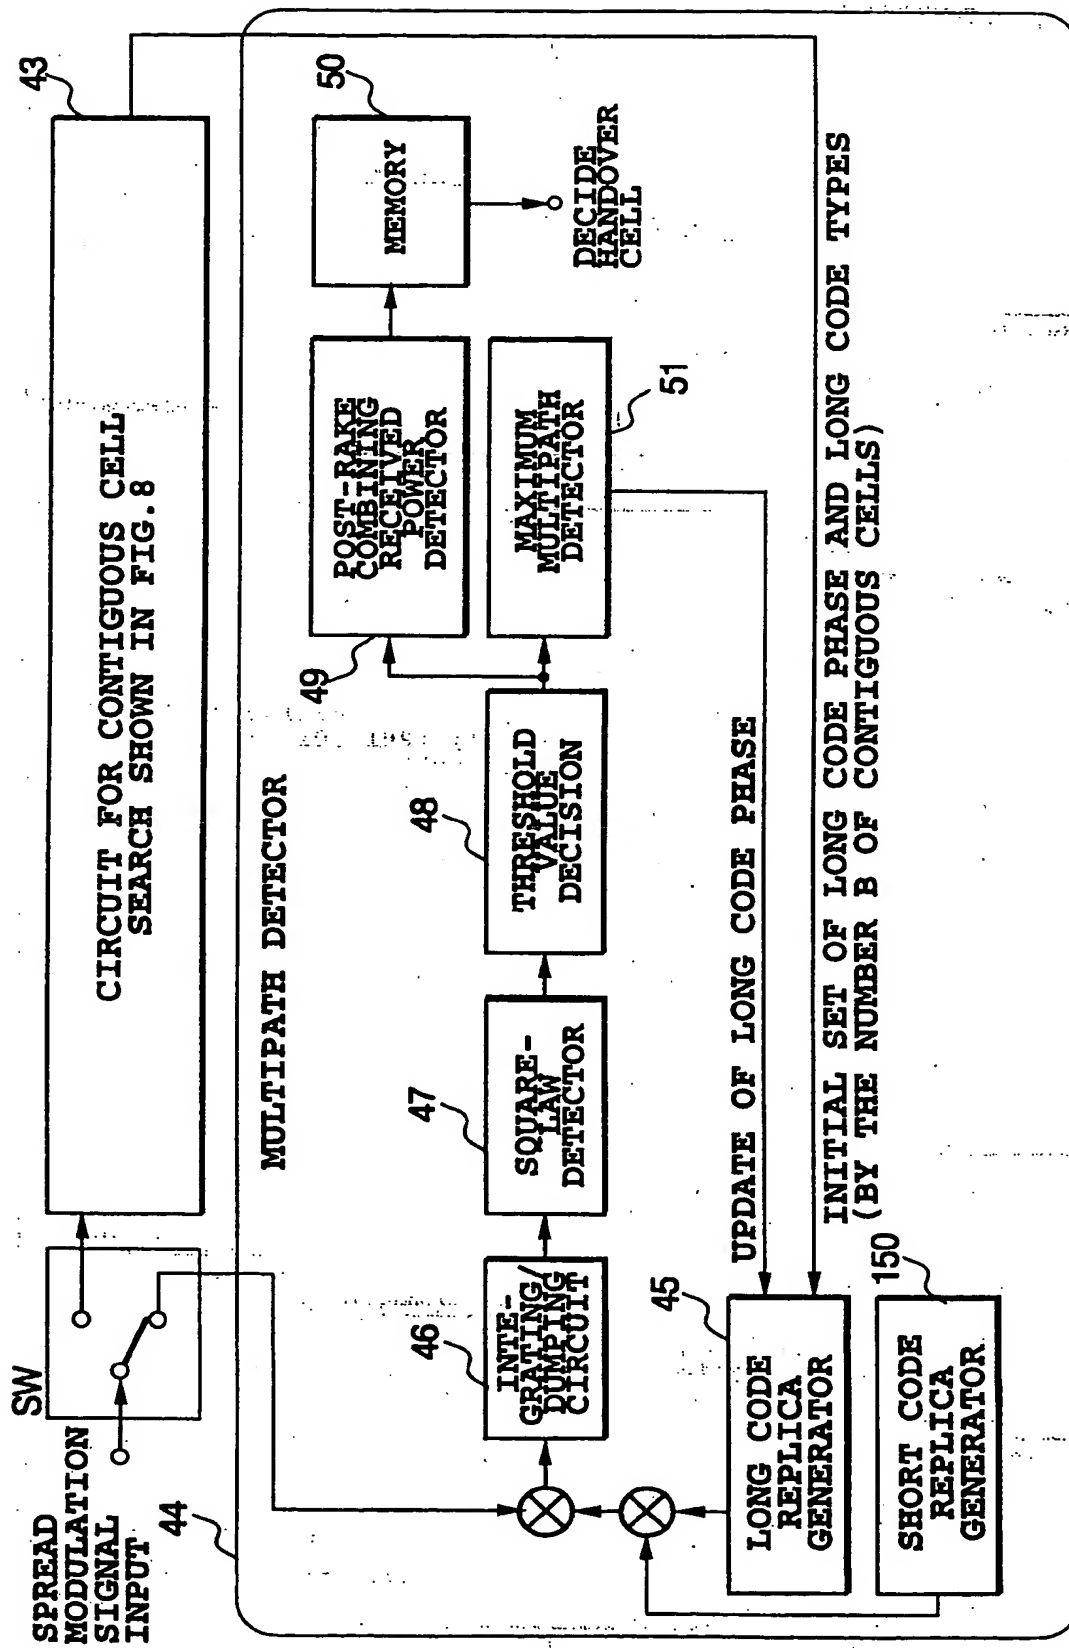 SPREAD
MODULATION
SIGNAL
INPUT
SW
43
CIRCUIT FOR CONTIGUOUS CELL
SEARCH SHOWN IN FIG.8
44
MULTIPATH DETECTOR
46
INTE-
GRATING/
DUMPING
CIRCUIT
47
SQUARE-
LAW
DETECTOR
48
THRESHOLD
VALUE
DECISION
49
POST-RAKE
COMBINING
RECEIVED
POWER
DETECTOR
50
MEMORY
DECIDE
HANDOVER
CELL
MAXIMUM
MULTIPATH
DETECTOR
51
45
LONG CODE
REPLICA
GENERATOR
UPDATE OF LONG CODE PHASE
INITIAL SET OF LONG CODE PHASE AND LONG CODE TYPES
(BY THE NUMBER B OF CONTIGUOUS CELLS)
150
SHORT CODE
REPLICA
GENERATOR